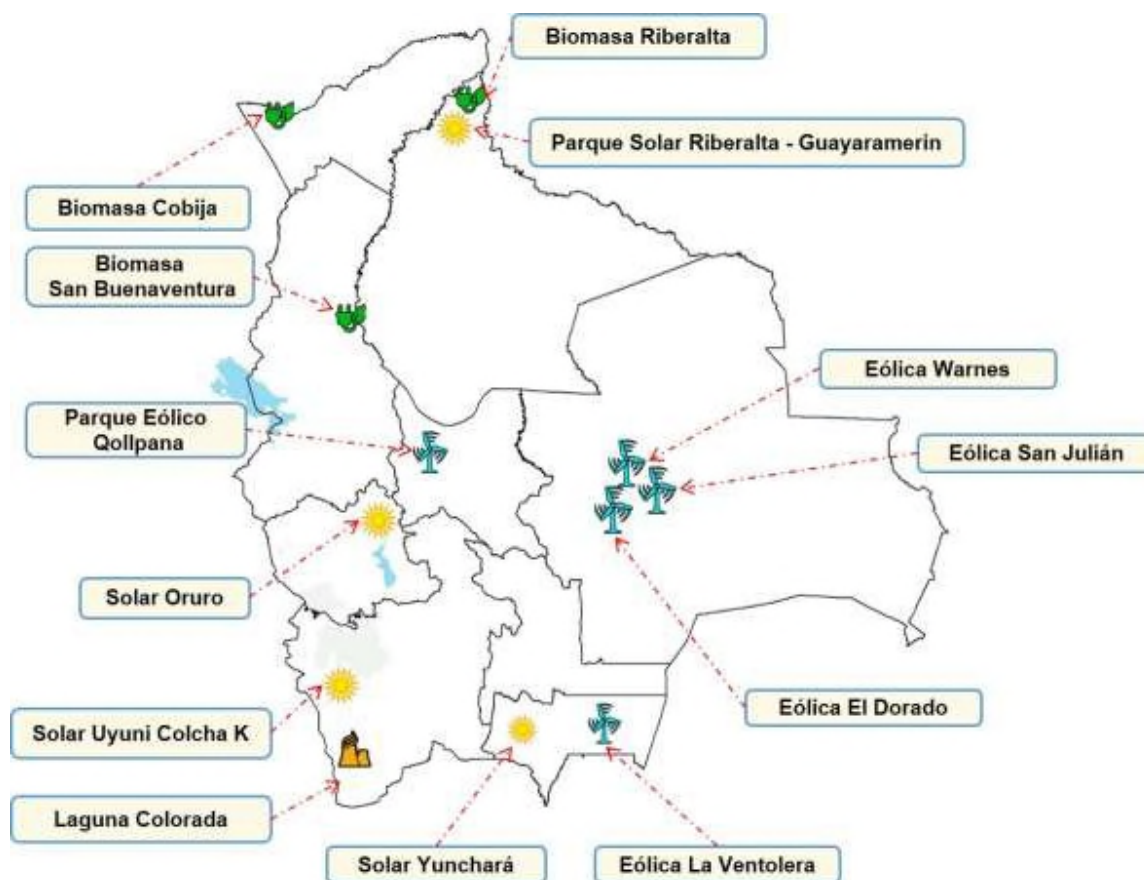 Biomasa Riberalta
Parque Solar Riberalta - Guayaramerin
Biomasa Cobija
Biomasa
San Buenaventura
Eólica Warnes
Parque Eólico
Qollpana
Eólica San Julián
Solar Oruro
Eólica El Dorado
Solar Uyuni Colcha K
Laguna Colorada
Solar Yunchará
Eólica La Ventolera